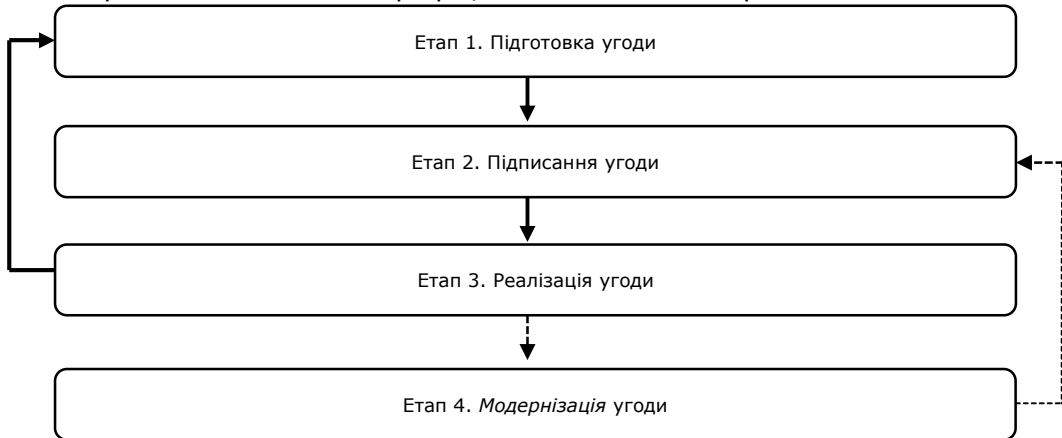 Етап 1. Підготовка угоди
Етап 2. Підписання угоди
Етап 3. Реалізація угоди
Етап 4. Модернізація угоди